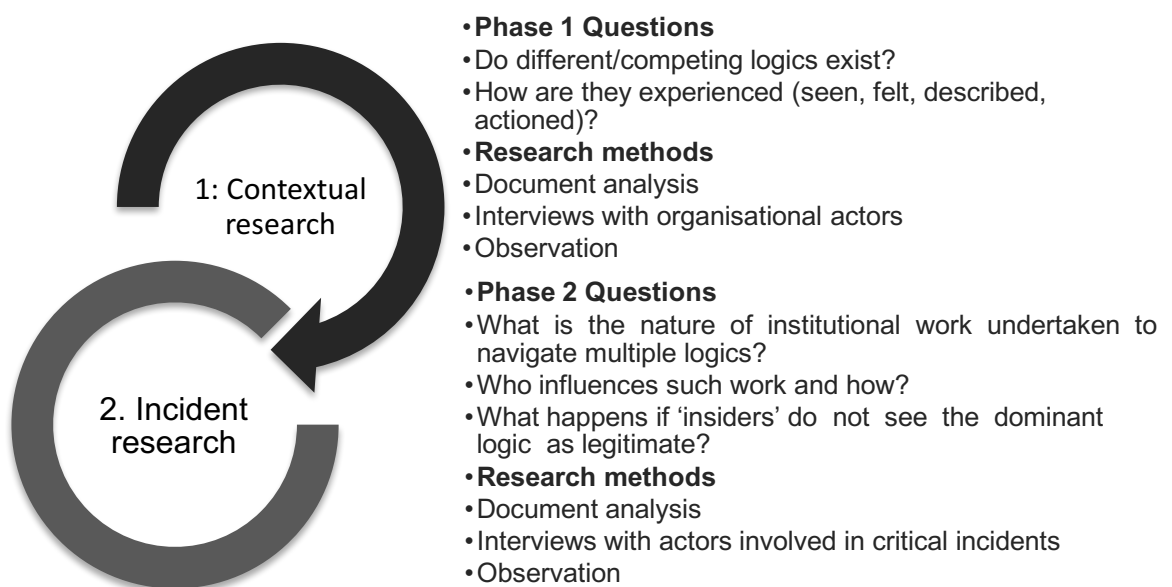 1: Contextual
research
2. Incident
research
•Phase 1 Questions
•Do different/competing logics exist?
•How are they experienced (seen, felt, described,
actioned)?
•Research methods
•Document analysis
•Interviews with organisational actors
•Observation
•Phase 2 Questions
•What is the nature of institutional work undertaken to
navigate multiple logics?
•Who influences such work and how?
•What happens if ‘insiders’ do not see the dominant
logic as legitimate?
•Research methods
•Document analysis
•Interviews with actors involved in critical incidents
•Observation